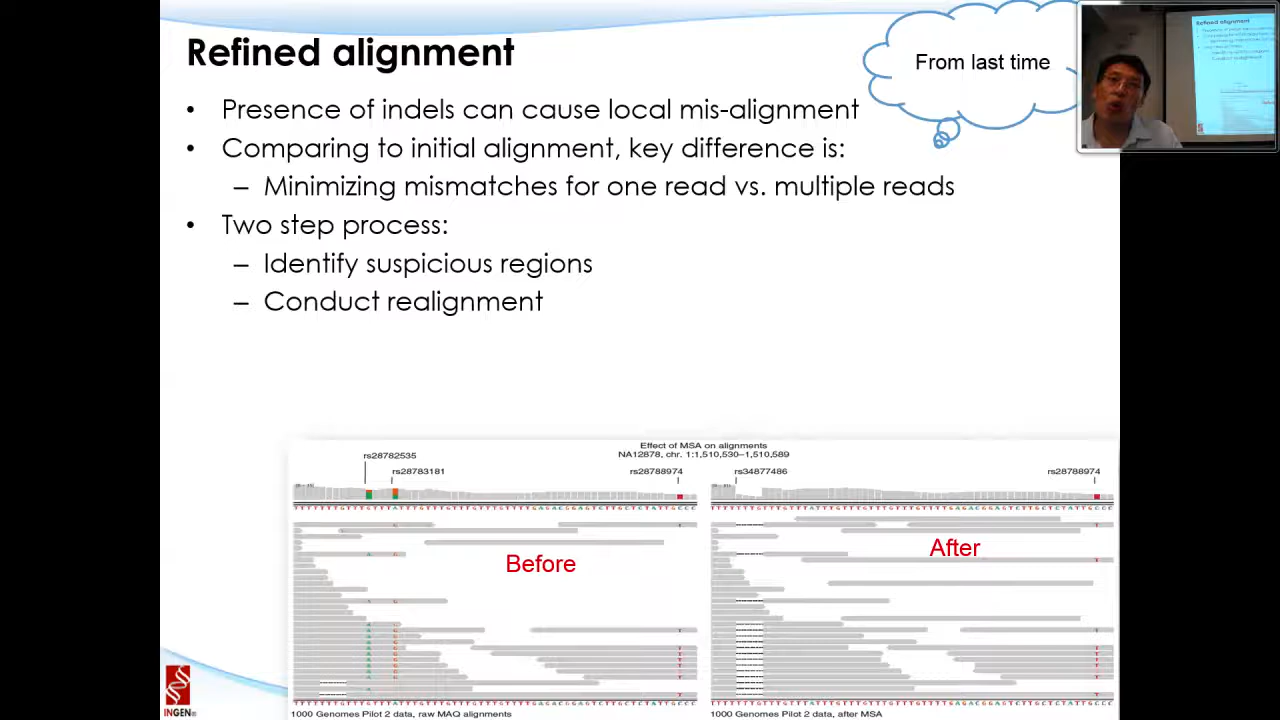 Refined alignment
From last time
• Presence of indels can cause local mis-alignment
• Comparing to initial alignment, key difference is:
– Minimizing mismatches for one read vs. multiple reads
• Two step process:
– Identify suspicious regions
– Conduct realignment
Effect of MSA on alignments
NA12878, chr. 1:1,510,530–1,510,589
rs28782535
rs28783181
rs28788974
rs34877486
rs28788974
Before
After
1000 Genomes Pilot 2 data, raw MAQ alignments
1000 Genomes Pilot 2 data, after MSA
INGEN®
Refined alignment